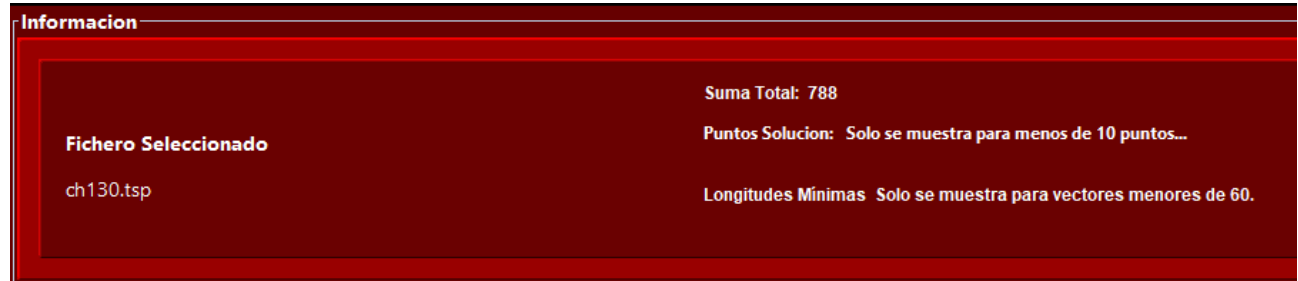 Informacion
Suma Total: 788
Fichero Seleccionado
Puntos Solucion: Solo se muestra para menos de 10 puntos...
ch130.tsp
Longitudes Mínimas Solo se muestra para vectores menores de 60.